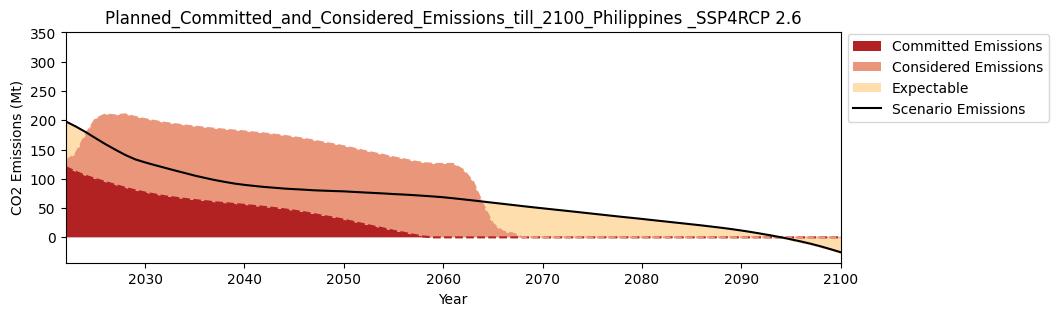 Planned_Committed_and_Considered_Emissions_till_2100_Philippines _SSP4RCP 2.6
CO2 Emissions (Mt)
350
300
250
200
150
100
50
0
2030 2040 2050 2060 2070 2080 2090 2100
Year
Committed Emissions
Considered Emissions
Expectable
Scenario Emissions